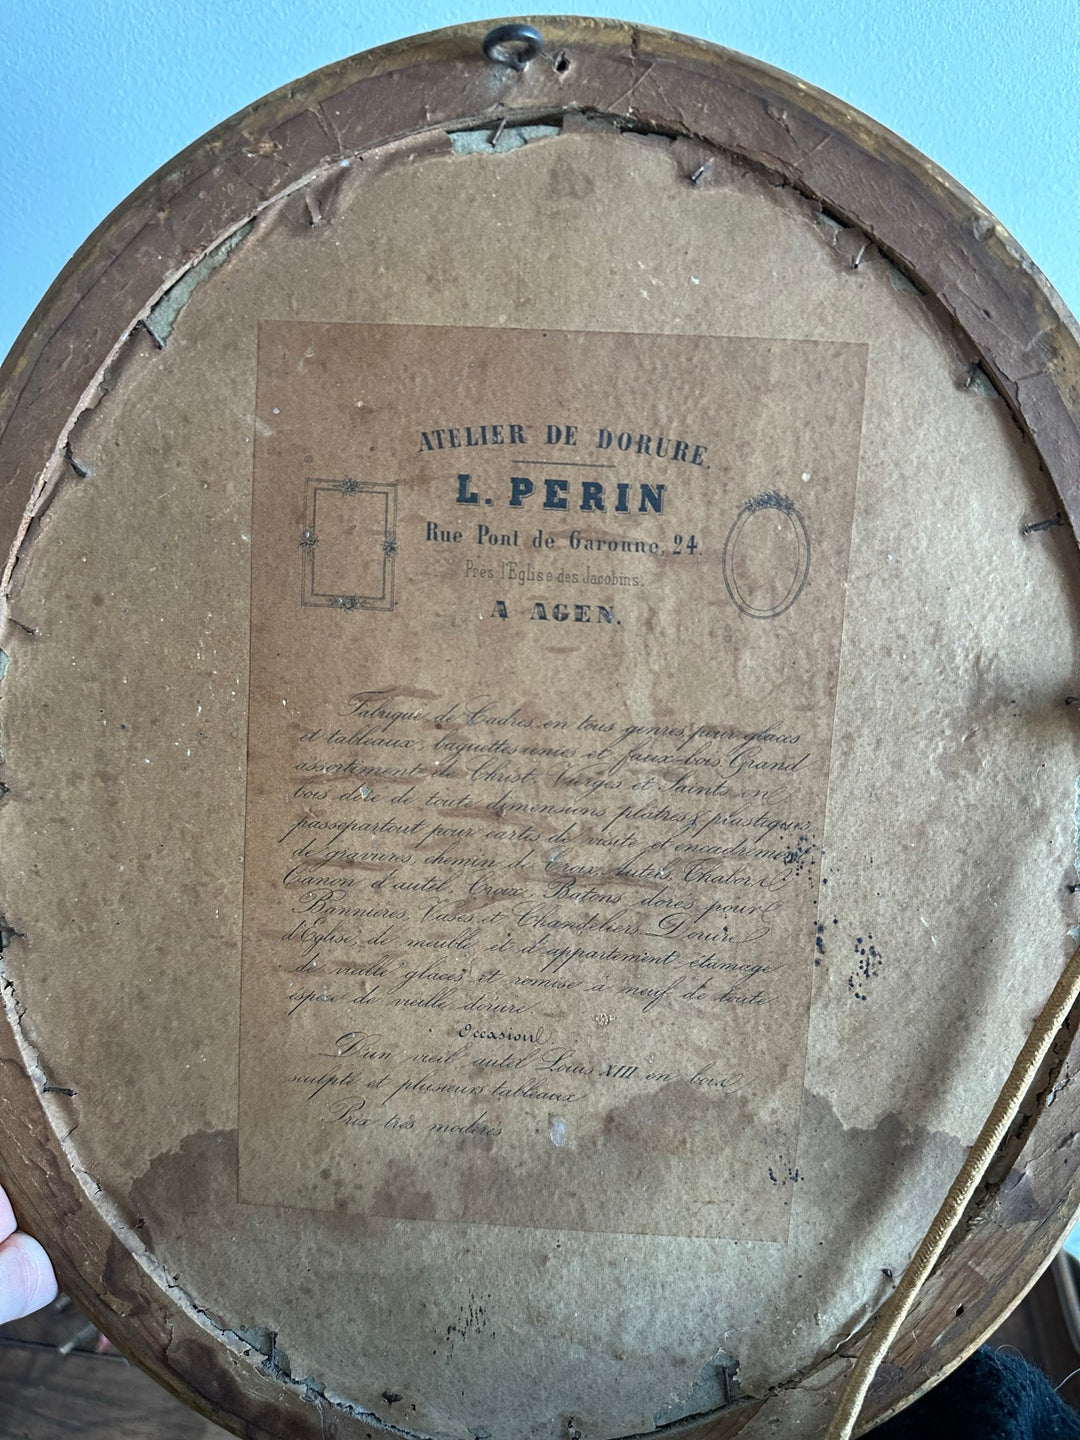 ATELIER DE DORURE.
L. PERIN
Rue Pont de Garonne, 24.
Près l'Eglise des Jacobins.
A AGEN.
Fabrique de Cadres en tous genres pour glaces
et tableaux, baguettes unies et faux-bois. Grand
assortiment de Christ, Vierges et Saints en
bois doré de toute dimensions plâtres & plastiques,
passepartout pour cartes de visite et encadrement
de gravures, chemin de Croix, Autels, Thabors,
Canon d'autel, Croix, Batons dorés pour
Bannières, Vases et Chandeliers. Dorure
d'Eglise, de meuble et d'appartement étamage
de vieille glaces et remise à neuf de toute
éspèce de vieille dorure.
Occasion.
D'un vieil autel Louis XIII en bois
sculpté et plusieurs tableaux
Prix très modérés